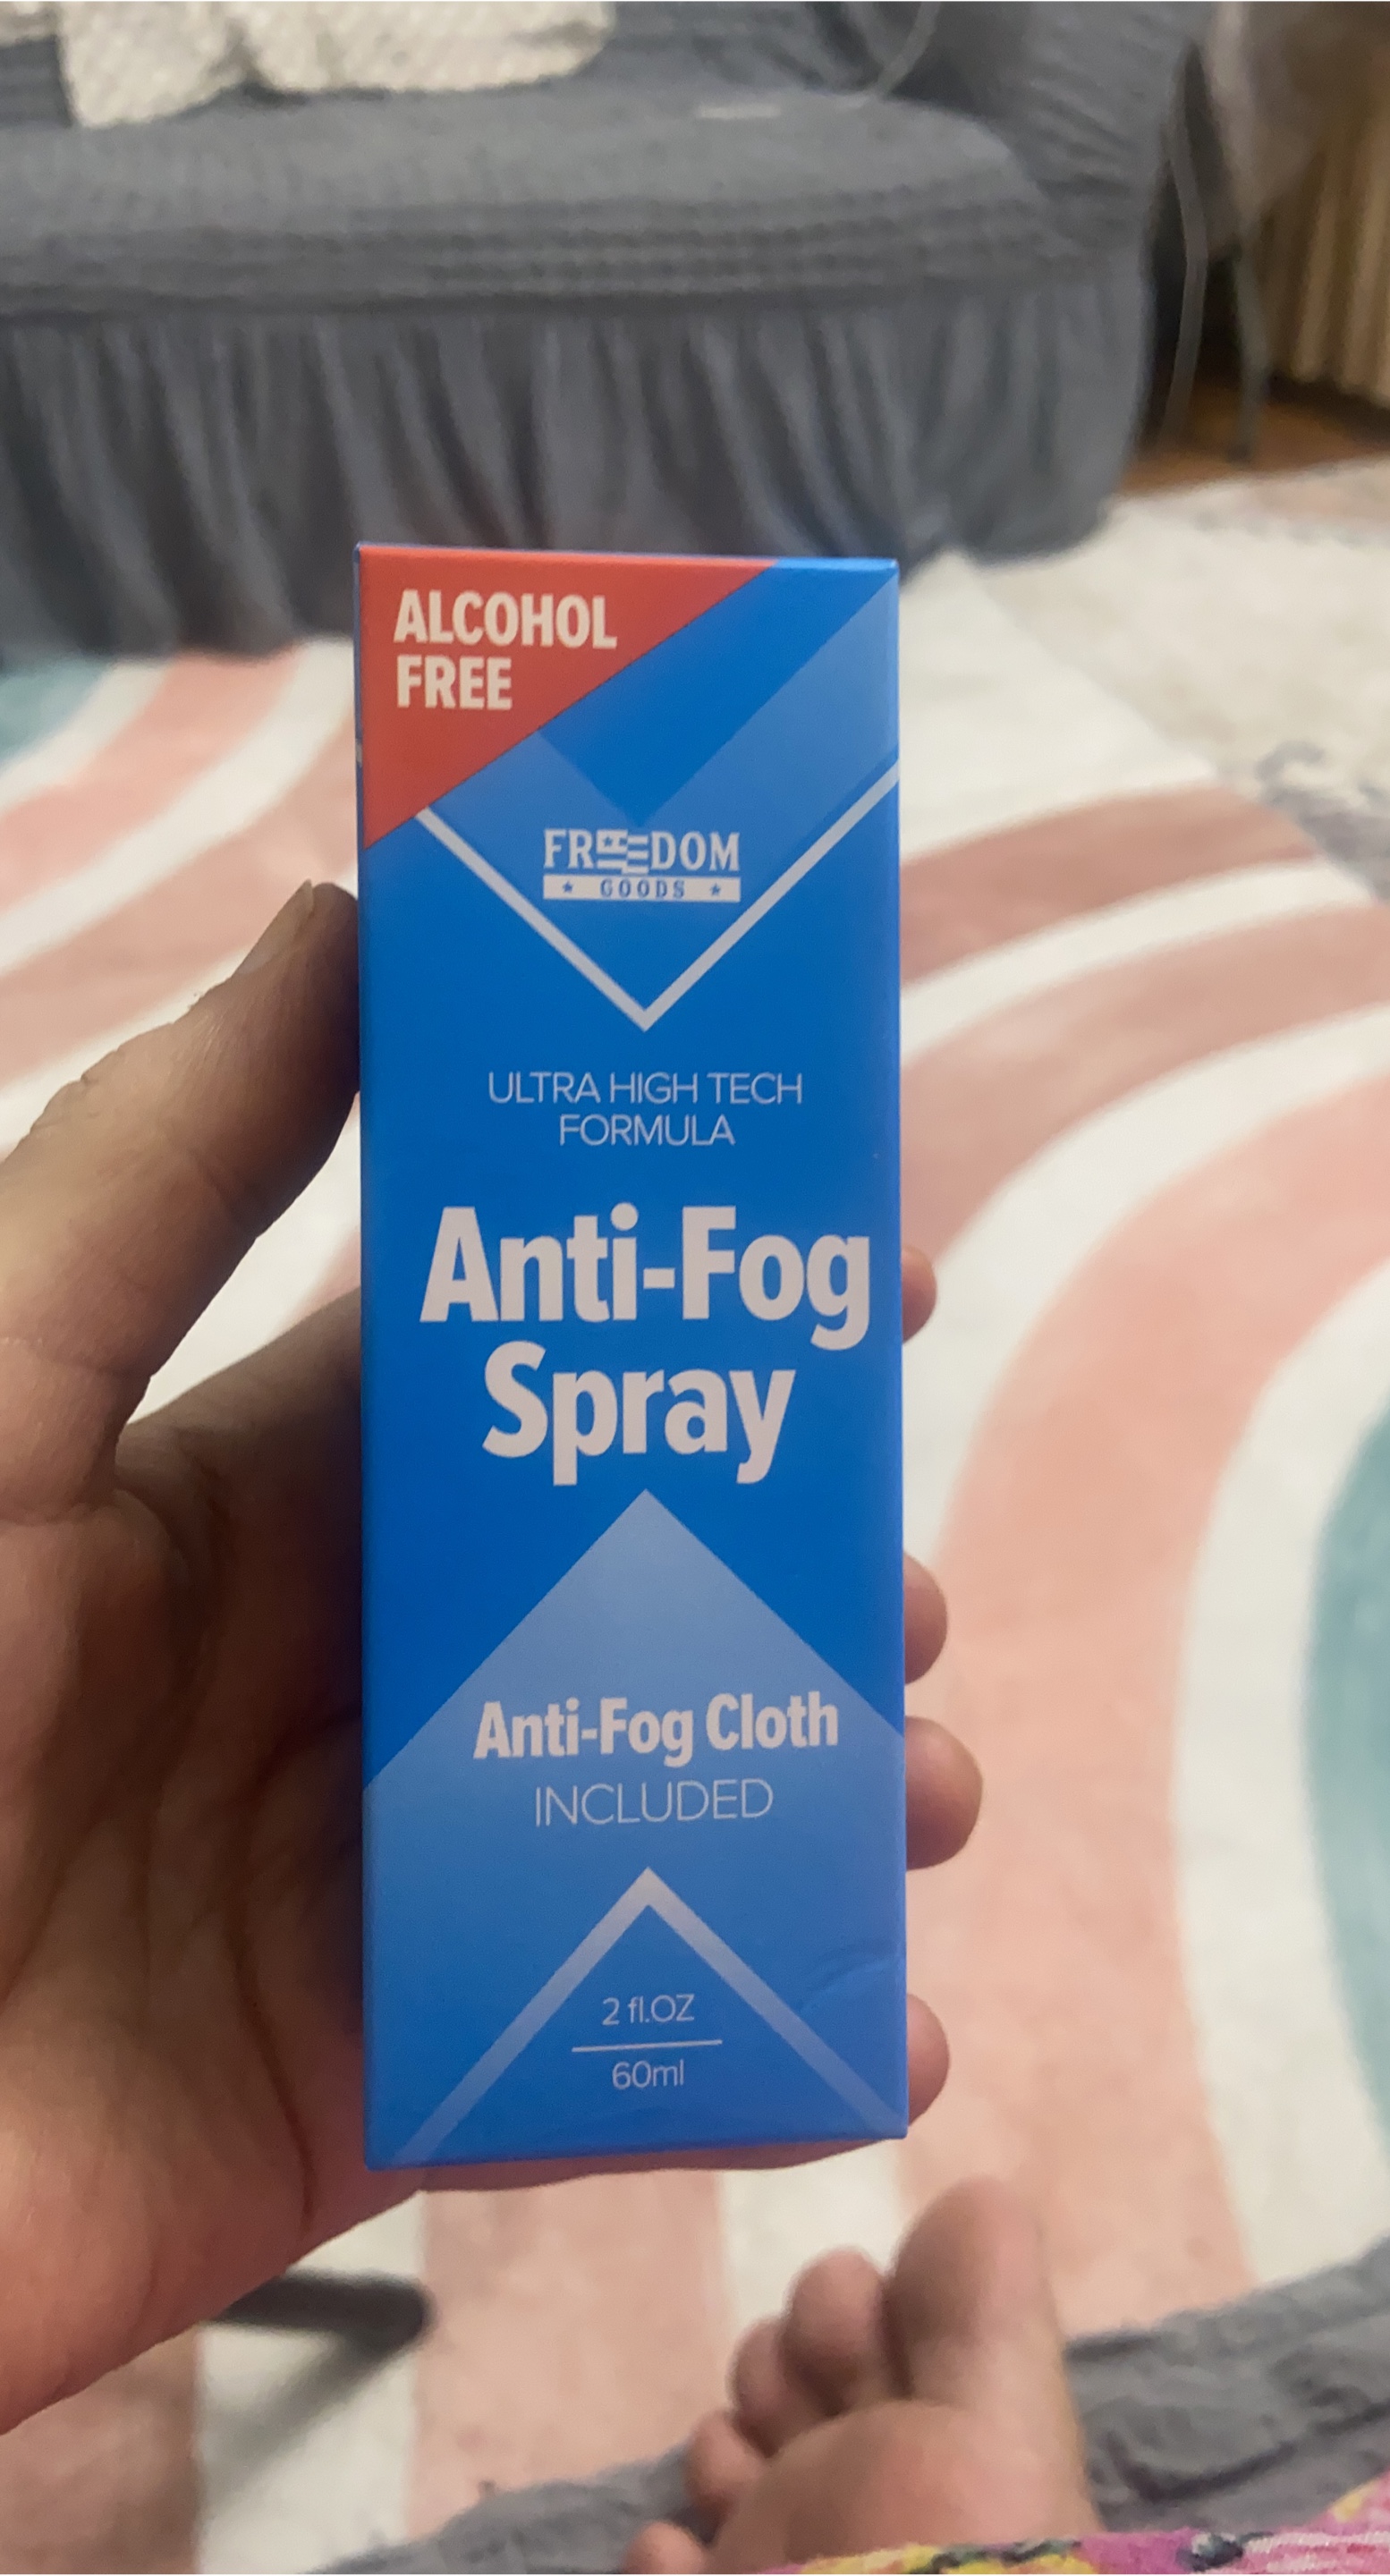 ALCOHOL
FREE
FREEDOM
GOODS
ULTRA HIGH TECH
FORMULA
Anti-Fog
Spray
Anti-Fog Cloth
INCLUDED
2 fl.OZ
60ml